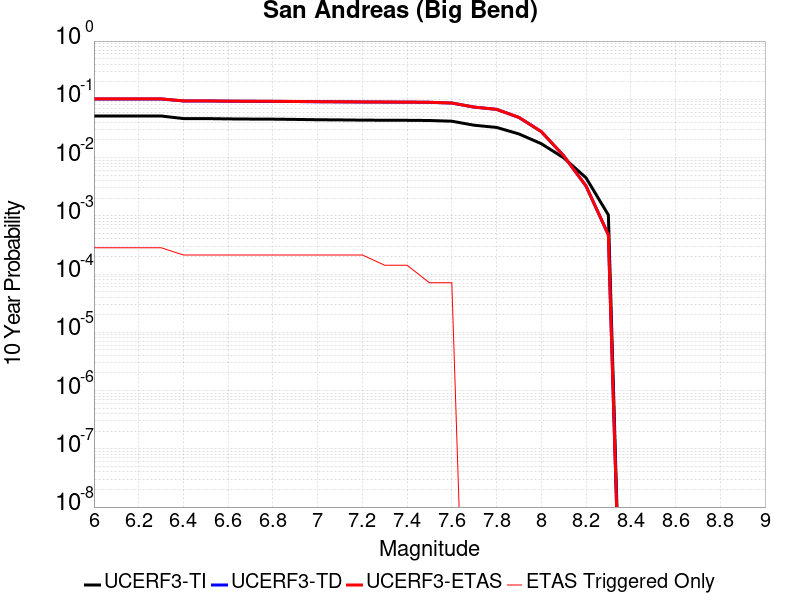 San Andreas (Big Bend)
10 0
10 -1
10 -2
10 -3
10 -4
10 -5
10 -6
10 -7
10 -8
10 Year Probability
6 6.2 6.4 6.6 6.8 7 7.2 7.4 7.6 7.8 8 8.2 8.4 8.6 8.8 9
Magnitude
UCERF3-TI UCERF3-TD UCERF3-ETAS ETAS Triggered Only